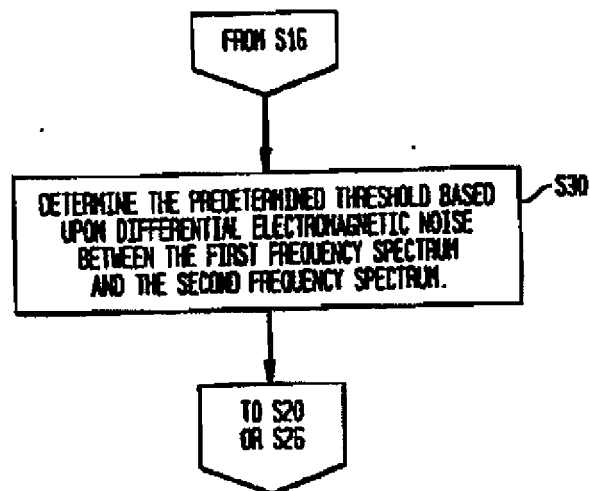 FROM S16
DETERMINE THE PREDETERMINED THRESHOLD BASED
UPON DIFFERENTIAL ELECTROMAGNETIC NOISE
BETWEEN THE FIRST FREQUENCY SPECTRUM
AND THE SECOND FREQUENCY SPECTRUM.
S30
TO S20
OR S26